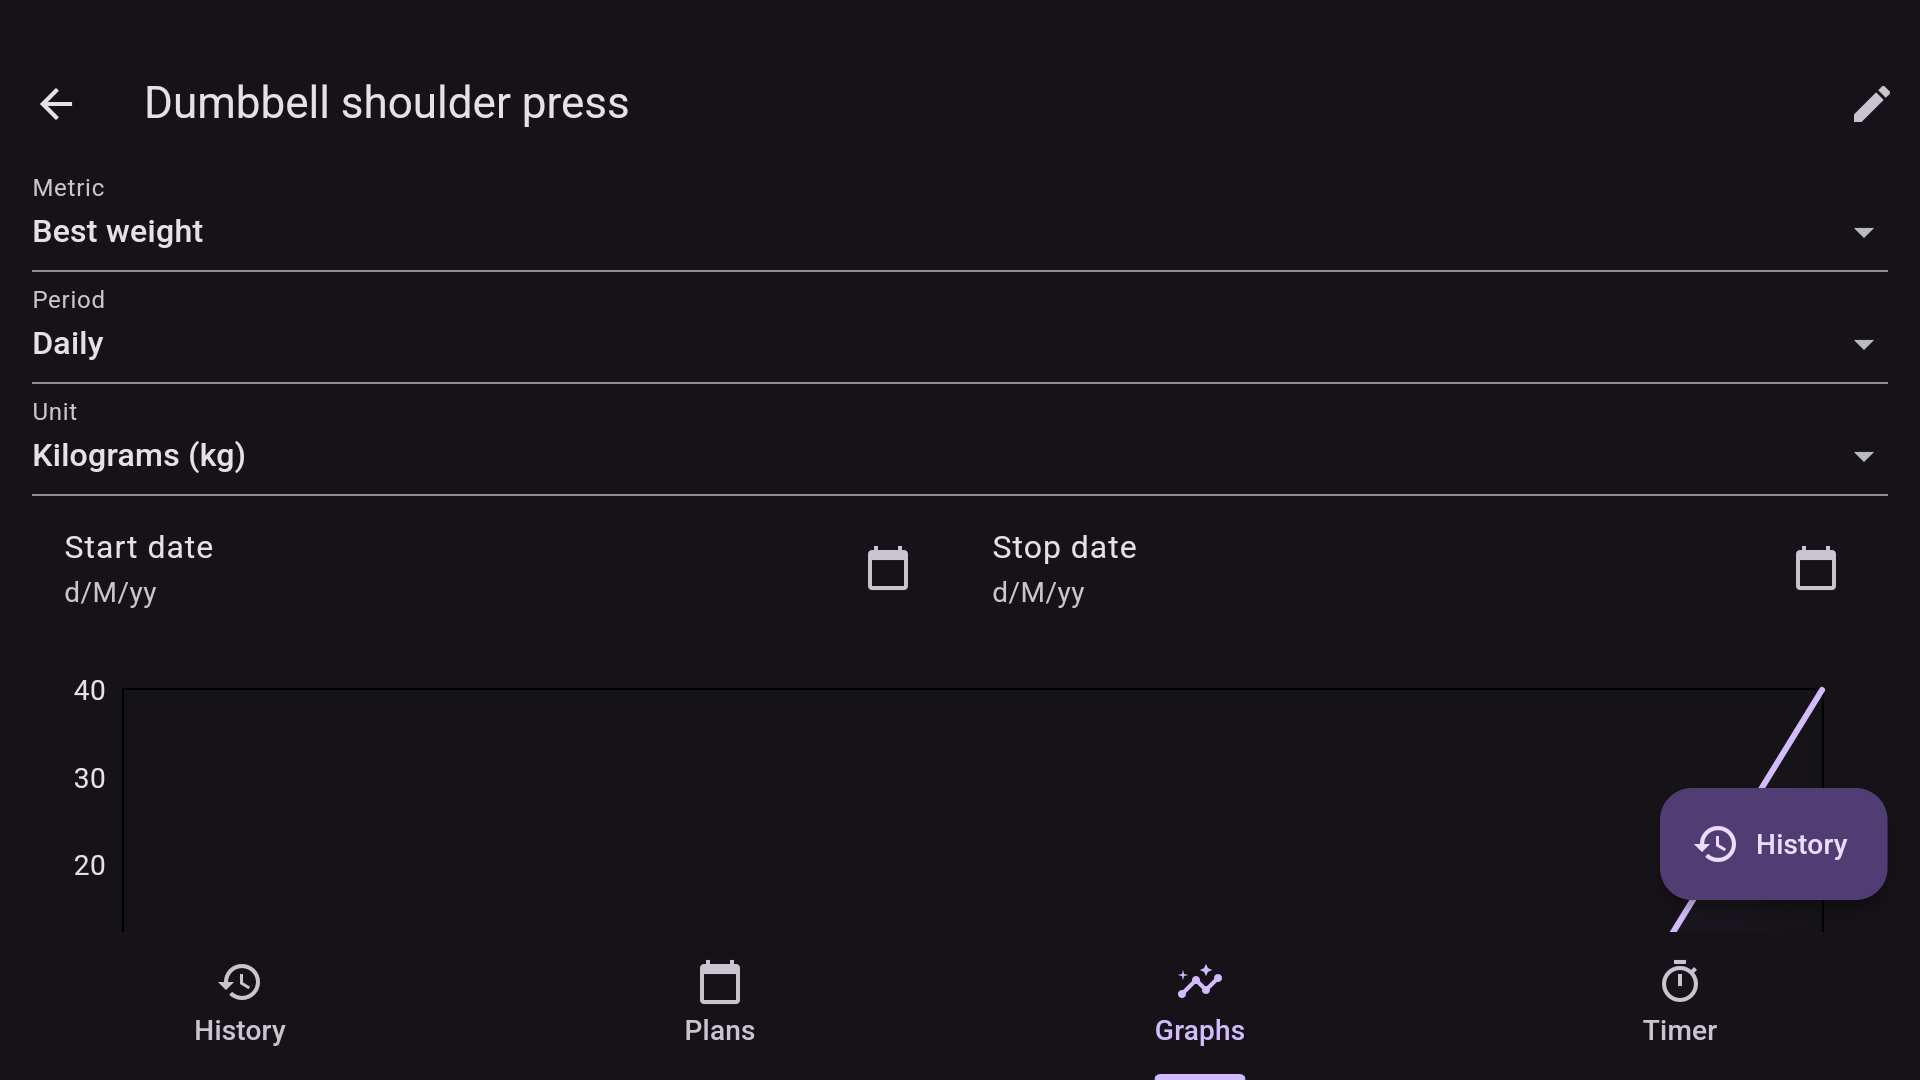 Dumbbell shoulder press
Metric
Best weight
Period
Daily
Unit
Kilograms (kg)
Start date
d/M/yy
Stop date
d/M/yy
40
30
20
History
History
Plans
Graphs
Timer